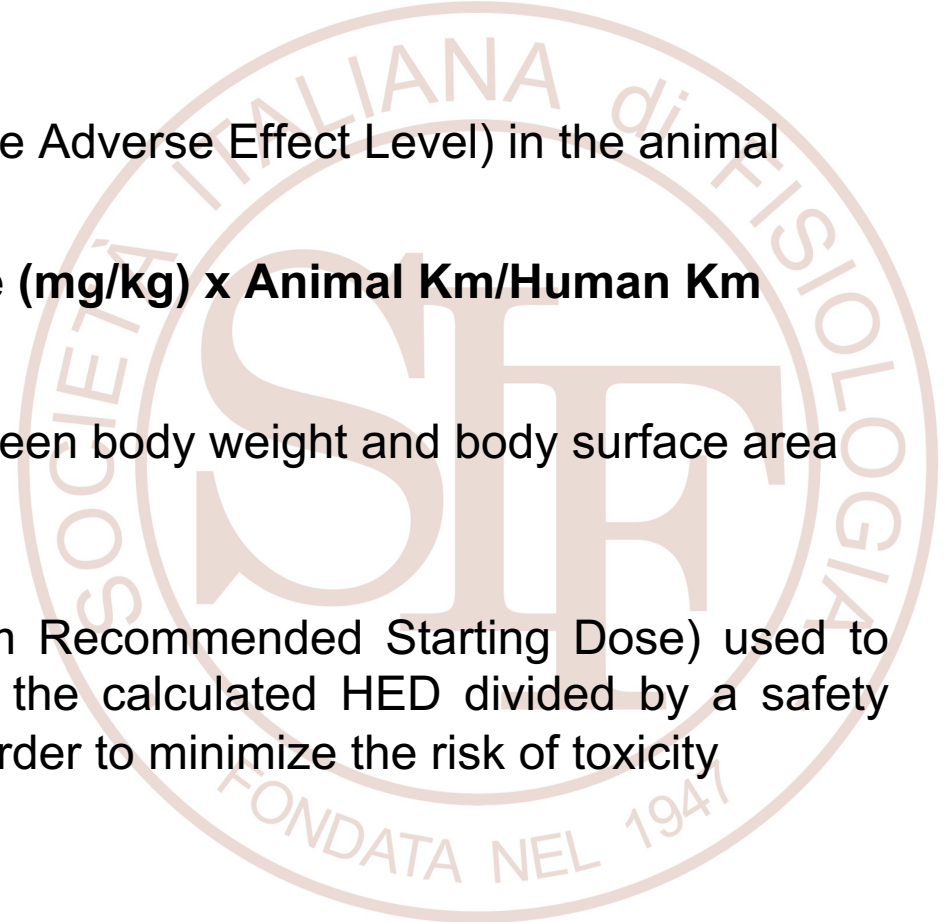 e Adverse Effect Level) in the animal
(mg/kg) x Animal Km/Human Km
een body weight and body surface area
Recommended Starting Dose) used to
the calculated HED divided by a safety
rder to minimize the risk of toxicity
SOCIETÀ ITALIANA di FISIOLOGIA
SIF
FONDATA NEL 1947